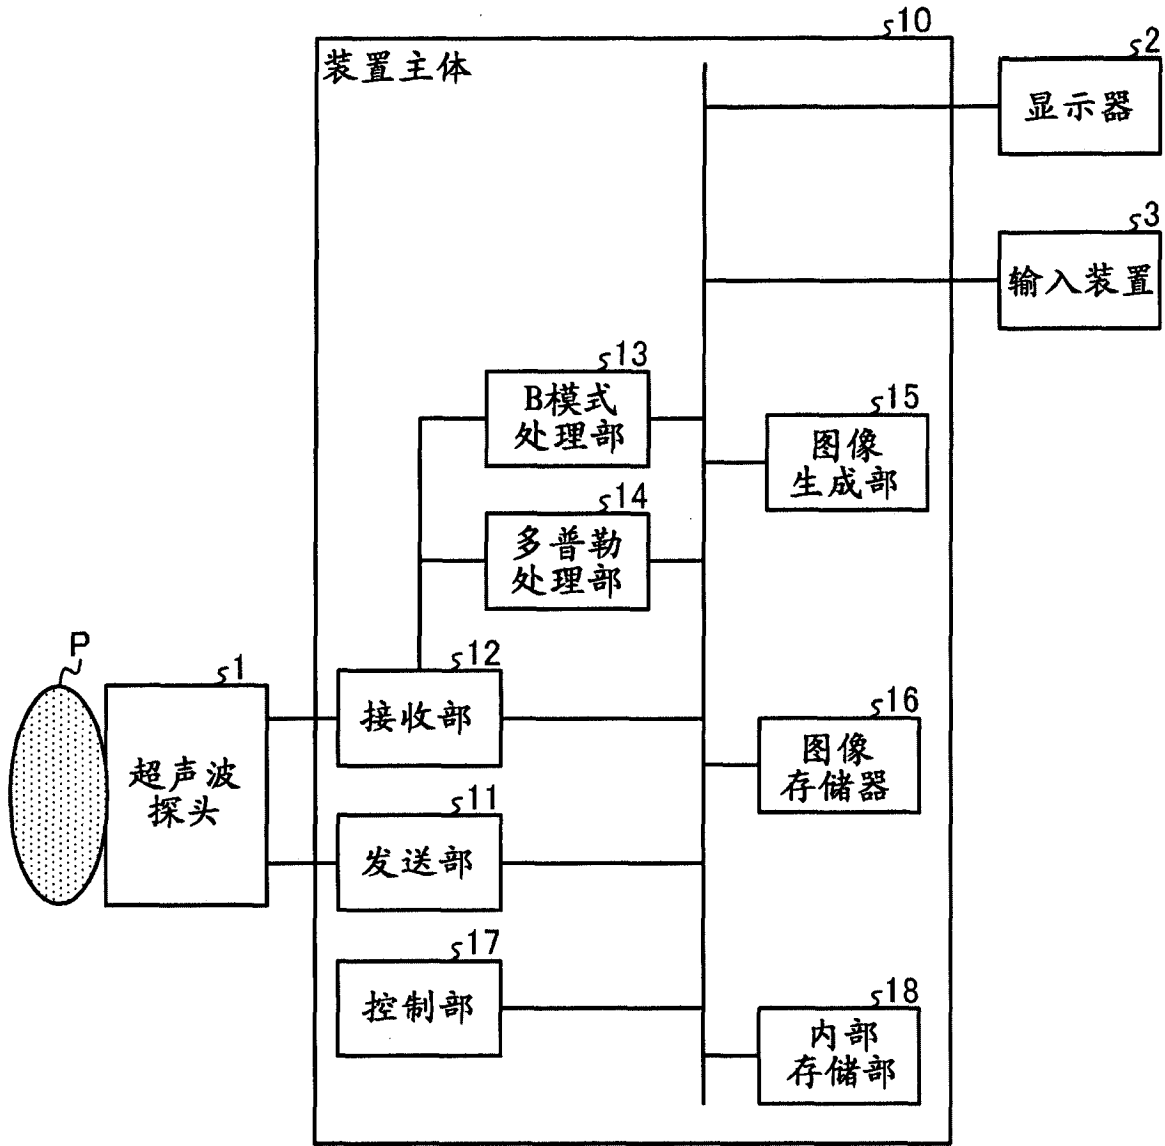 10
装置主体
2
显示器
3
输入装置
13
B模式
处理部
15
图像
生成部
14
多普勒
处理部
P
1
超声波
探头
12
接收部
16
图像
存储器
11
发送部
17
控制部
18
内部
存储部